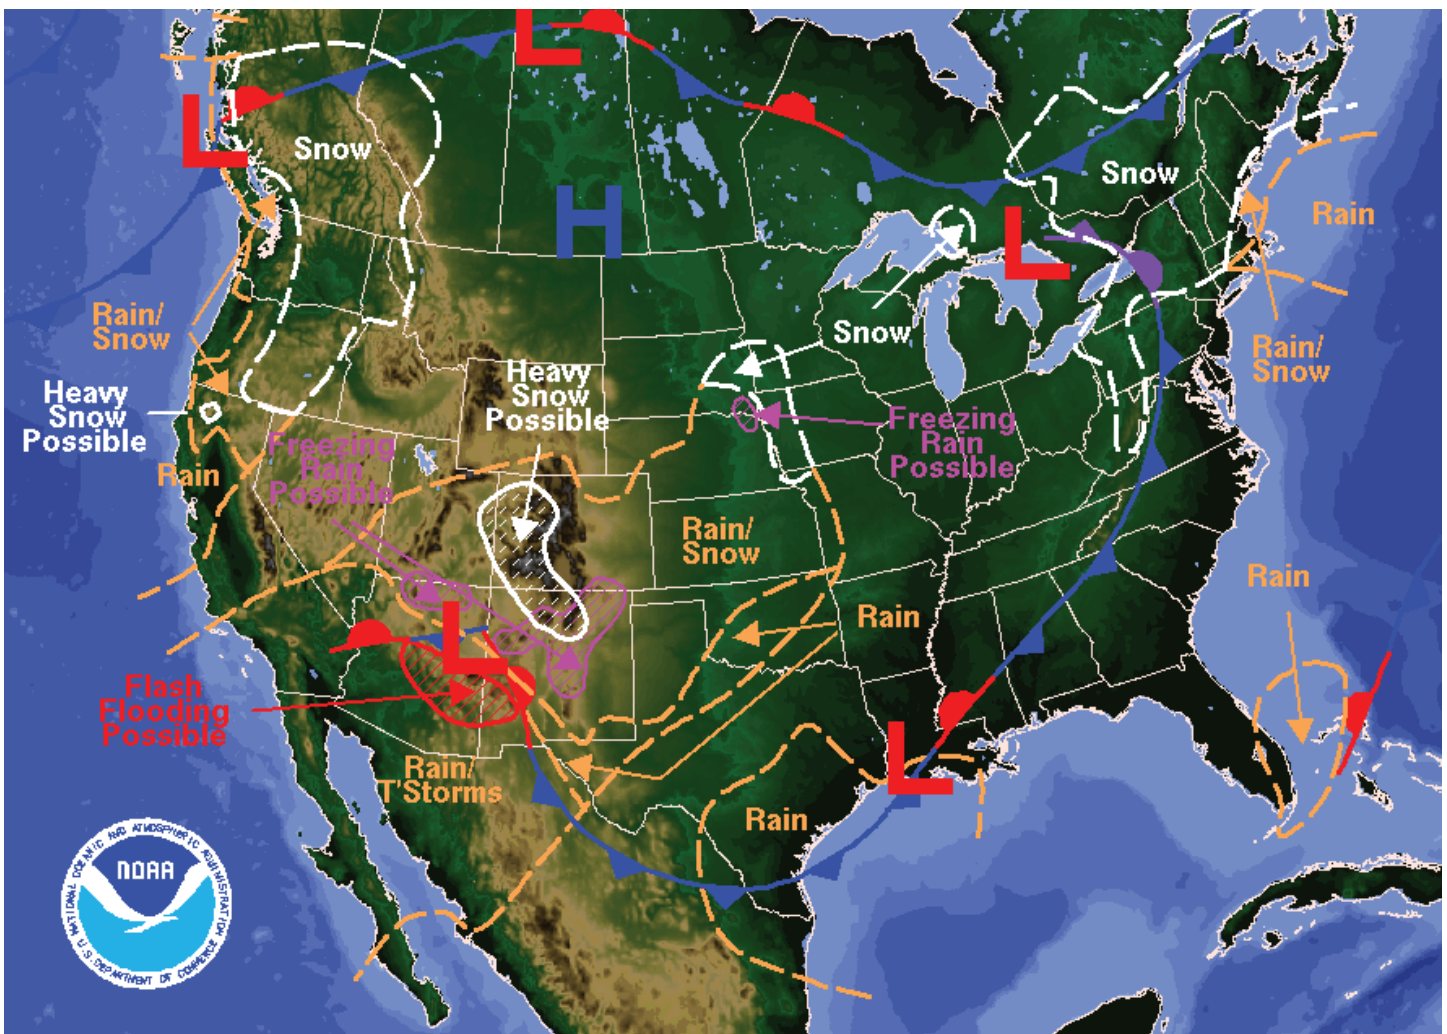 L
L
Snow
H
Snow
L
Rain
Rain/
Snow
Snow
Rain/
Snow
Heavy
Snow
Possible
Heavy
Snow
Possible
Freezing
Rain
Possible
Freezing
Rain
Possible
Rain
Rain/
Snow
Rain
Rain
L
Flash
Flooding
Possible
L
Rain/
T'Storms
Rain
NATIONAL OCEANIC AND ATMOSPHERIC ADMINISTRATION
NOAA
U.S. DEPARTMENT OF COMMERCE